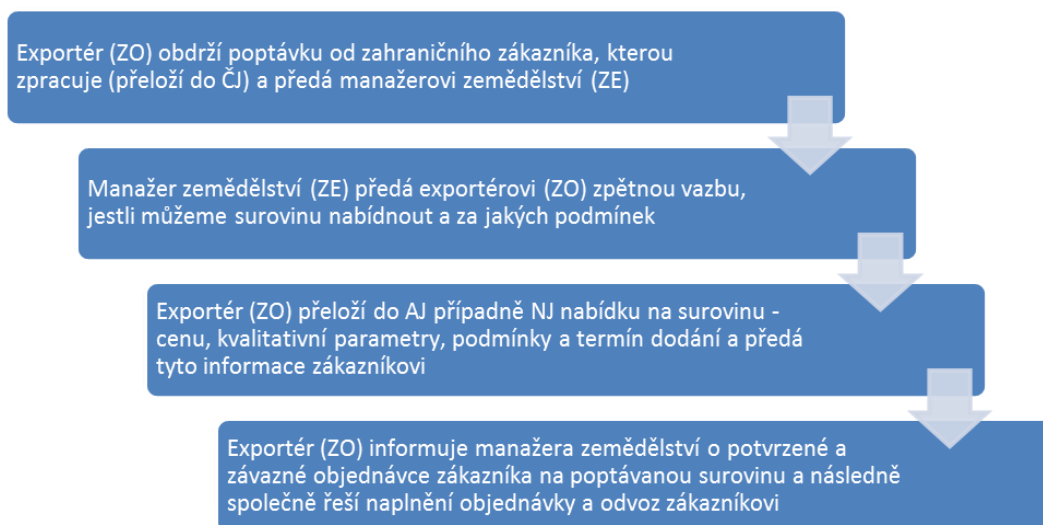 Exportér (ZO) obdrží poptávku od zahraničního zákazníka, kterou
zpracuje (přeloží do ČJ) a předá manažerovi zemědělství (ZE)
Manažer zemědělství (ZE) předá exportérovi (ZO) zpětnou vazbu,
jestli můžeme surovinu nabídnout a za jakých podmínek
Exportér (ZO) přeloží do AJ případně NJ nabídku na surovinu -
cenu, kvalitativní parametry, podmínky a termín dodání a předá
tyto informace zákazníkovi
Exportér (ZO) informuje manažera zemědělství o potvrzené a
závazné objednávce zákazníka na poptávanou surovinu a následně
společně řeší naplnění objednávky a odvoz zákazníkovi